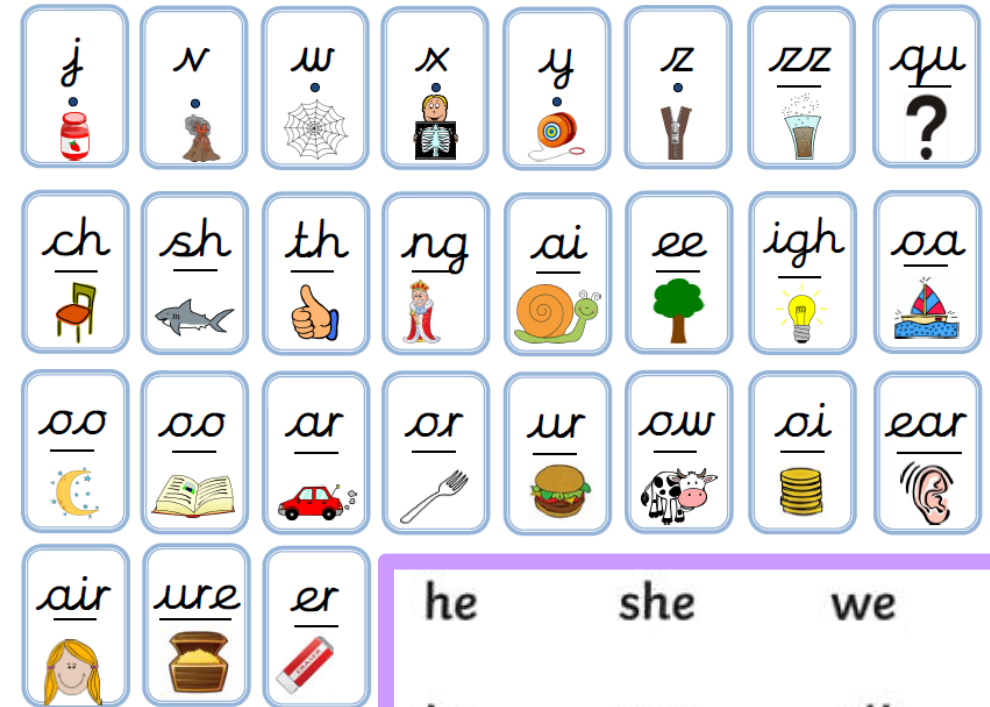 j v w x y z zz qu
?
ch sh th ng ai ee igh oa
oo oo ar or ur ow oi ear
air ure er
ERASER
he she we